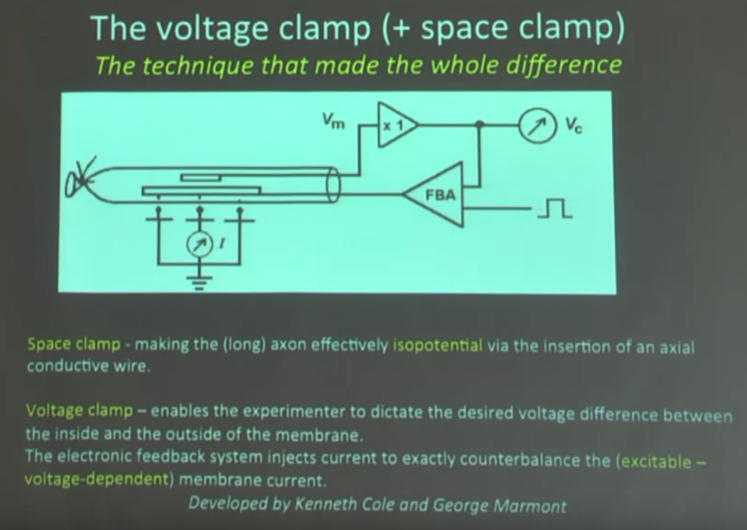 The voltage clamp (+ space clamp)
The technique that made the whole difference
Vm
x 1
Vc
FBA
I
Space clamp - making the (long) axon effectively isopotential via the insertion of an axial
conductive wire.
Voltage clamp – enables the experimenter to dictate the desired voltage difference between
the inside and the outside of the membrane.
The electronic feedback system injects current to exactly counterbalance the (excitable –
voltage-dependent) membrane current.
Developed by Kenneth Cole and George Marmont